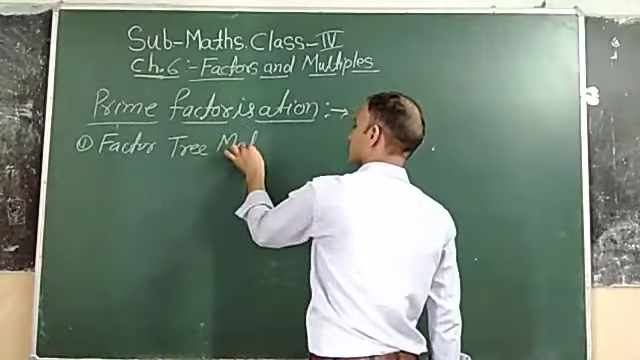 Sub-Maths. Class-IV
Ch. 6:- Factors and Multiples
Prime factorisation :→
① Factor Tree